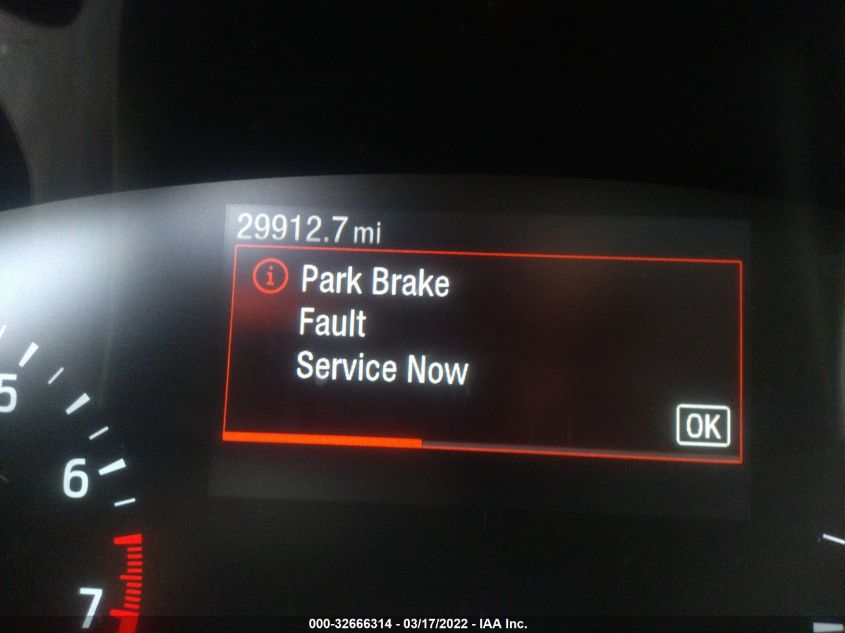 29912.7 mi
i
Park Brake
Fault
Service Now
OK
5
6
7
000-32666314 - 03/17/2022 - IAA Inc.